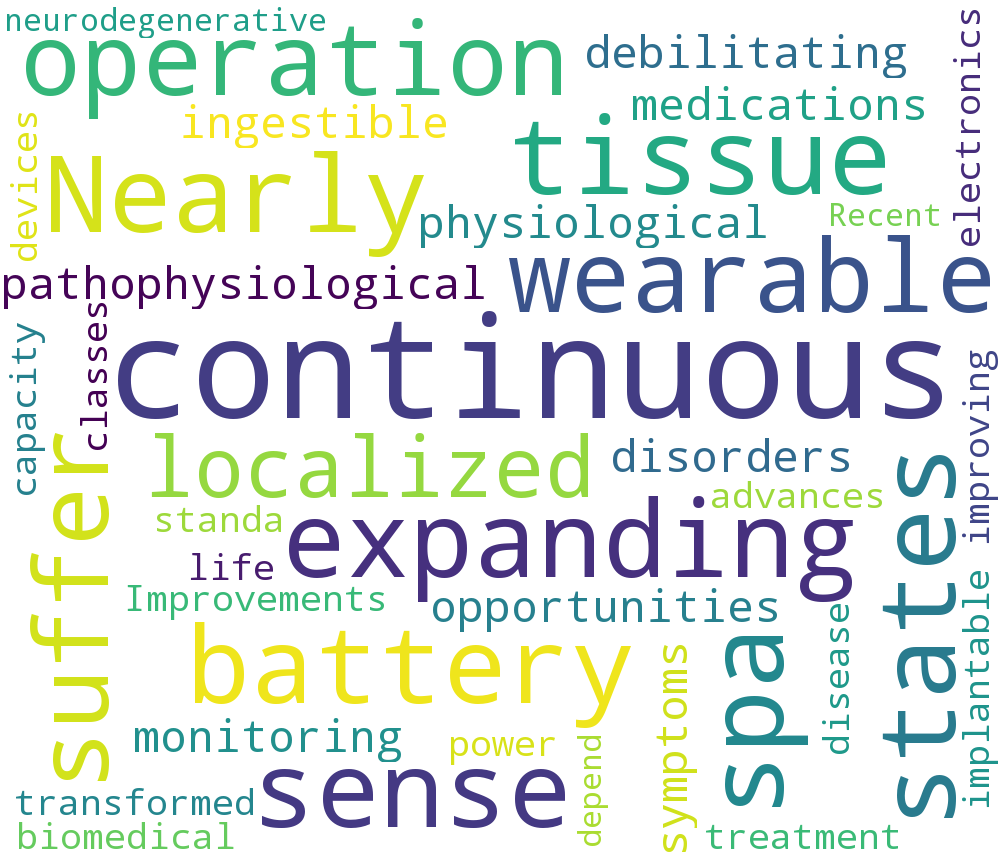 neurodegenerative
operation
debilitating
electronics
medications
ingestible
devices
tissue
Nearly
physiological
Recent
wearable
pathophysiological
classes
continuous
capacity
improving
suffer
localized
disorders
states
advances
expanding
standa
life
Improvements
opportunities
implantable
disease
battery
spa
symptoms
monitoring
power
depend
sense
transformed
biomedical
treatment